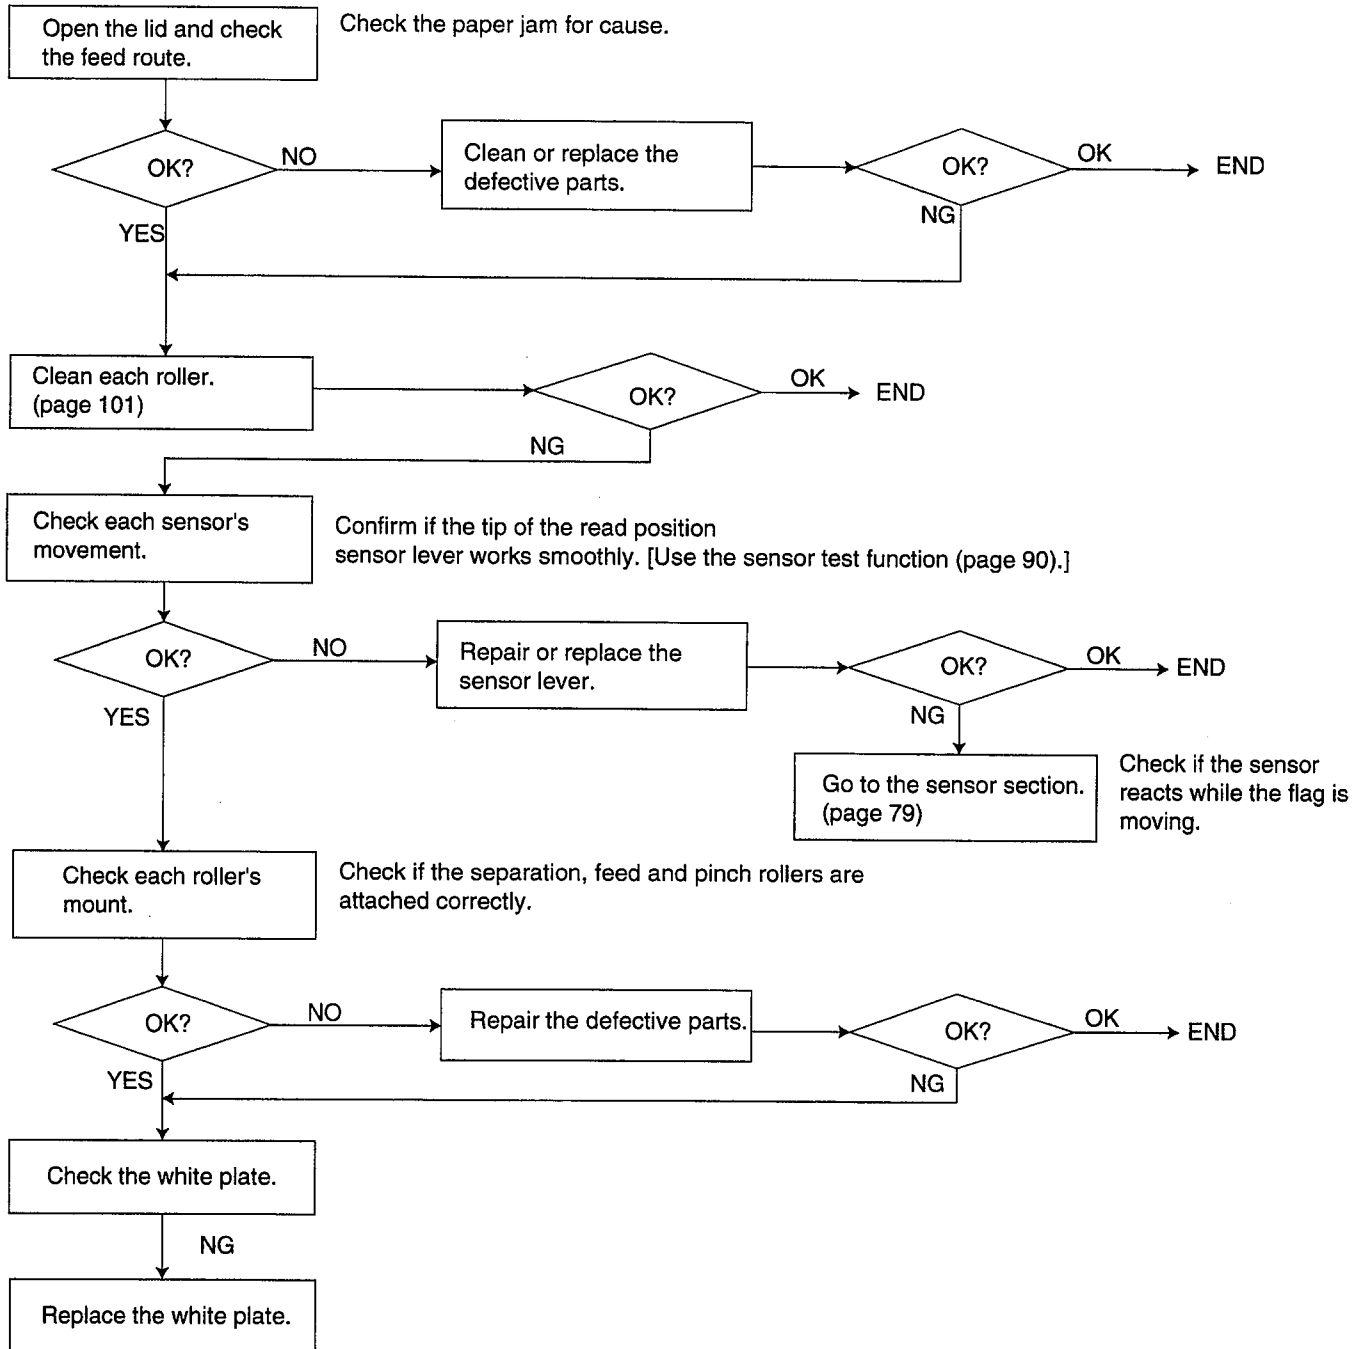 Open the lid and check
the feed route.
Check the paper jam for cause.
OK?
NO
Clean or replace the
defective parts.
OK?
OK
END
NG
YES
Clean each roller.
(page 101)
OK?
OK
END
NG
Check each sensor's
movement.
Confirm if the tip of the read position
sensor lever works smoothly. [Use the sensor test function (page 90).]
OK?
NO
Repair or replace the
sensor lever.
OK?
OK
END
YES
NG
Go to the sensor section.
(page 79)
Check if the sensor
reacts while the flag is
moving.
Check each roller's
mount.
Check if the separation, feed and pinch rollers are
attached correctly.
OK?
NO
Repair the defective parts.
OK?
OK
END
YES
NG
Check the white plate.
NG
Replace the white plate.